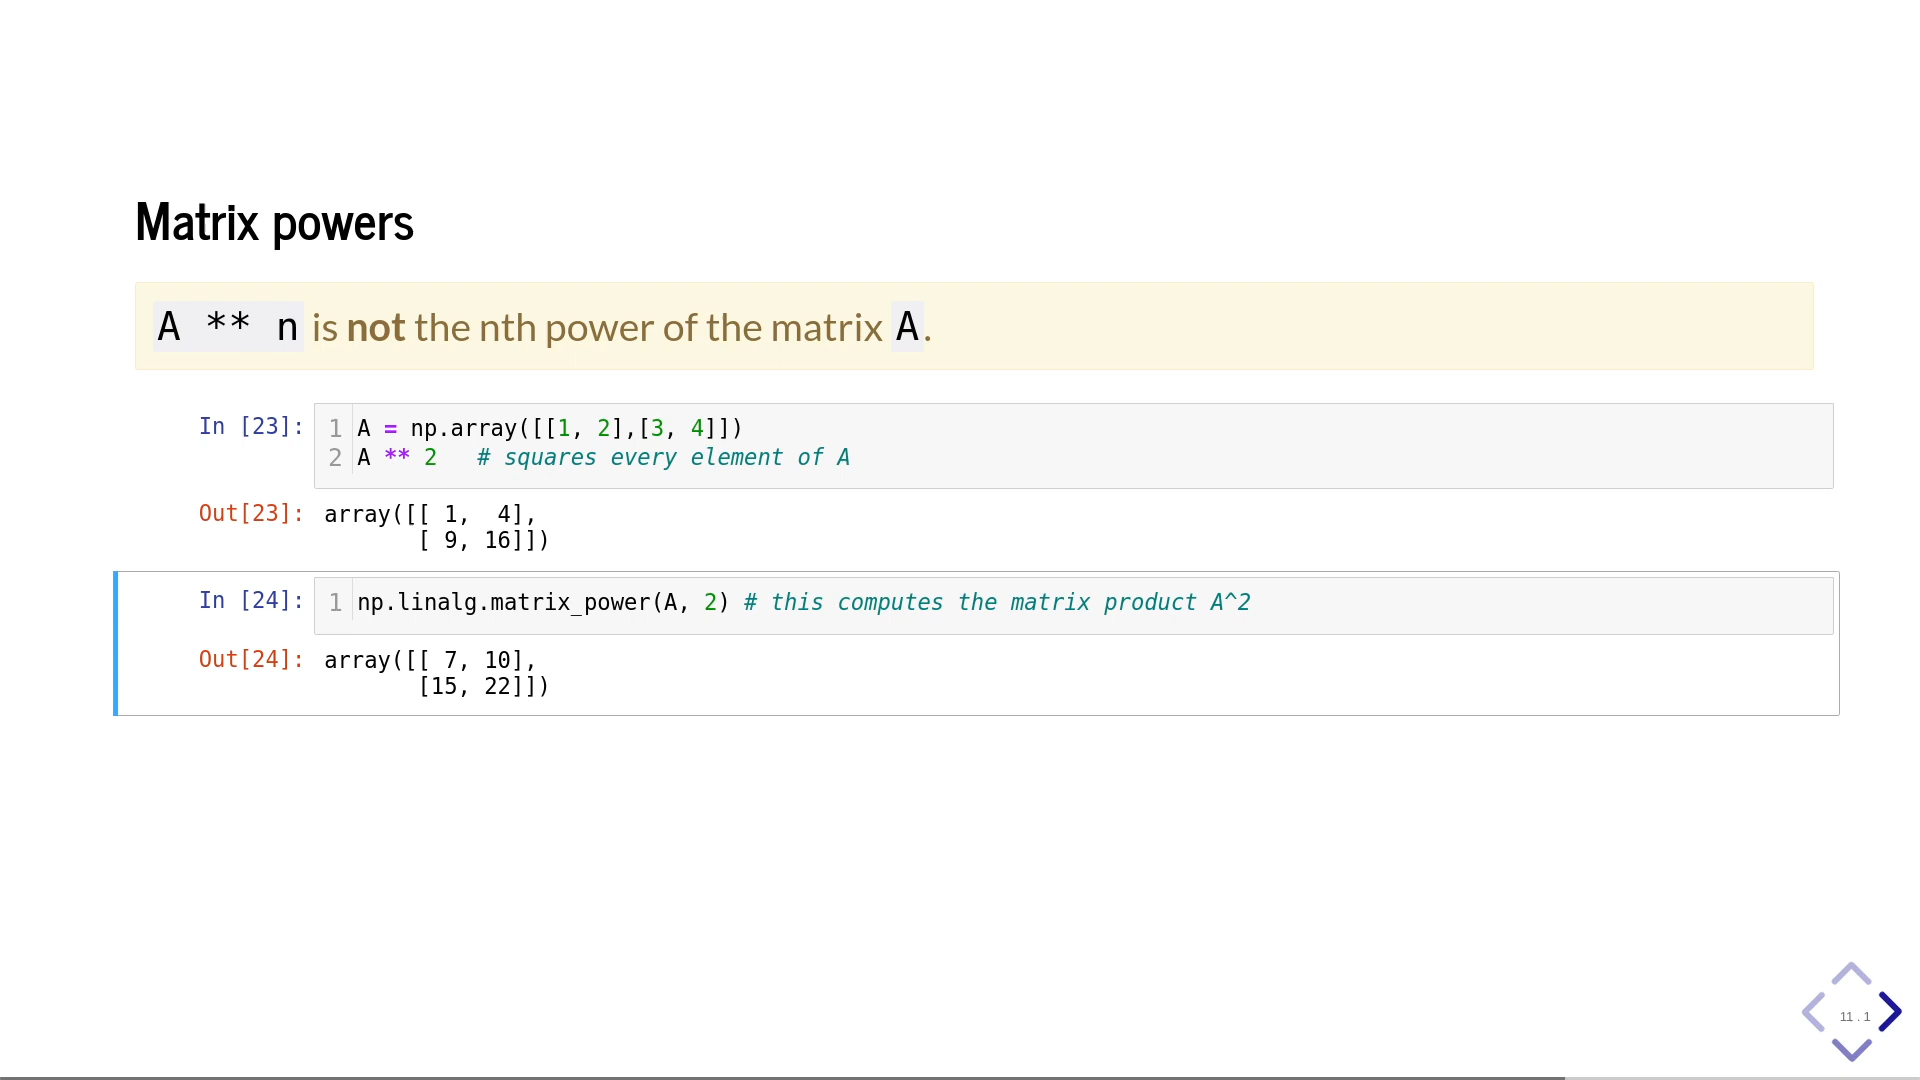 Matrix powers
A ** n is not the nth power of the matrix A.
In [23]: 1 A = np.array([[1, 2],[3, 4]])
2 A ** 2   # squares every element of A
Out[23]: array([[ 1,  4],
       [ 9, 16]])
In [24]: 1 np.linalg.matrix_power(A, 2) # this computes the matrix product A^2
Out[24]: array([[ 7, 10],
       [15, 22]])
11 . 1